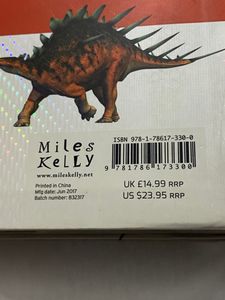 ISBN 978-1-78617-330-0
Miles
Kelly
www.mileskelly.net
9 781786 173300
Printed in China
Mfg date: Jun 2017
Batch number: B32317
UK £14.99 RRP
US $23.95 RRP